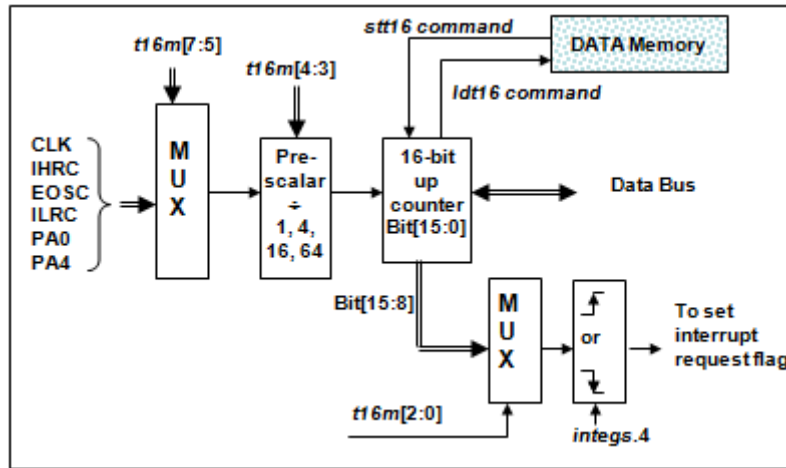 t16m[7:5]
stt16 command
DATA Memory
t16m[4:3]
ldt16 command
CLK
IHRC
EOSC
ILRC
PA0
PA4
M
U
X
Pre-
scalar
÷
1, 4,
16, 64
16-bit
up
counter
Bit[15:0]
Data Bus
Bit[15:8]
M
U
X
or
To set
interrupt
request flag
t16m[2:0]
integs.4